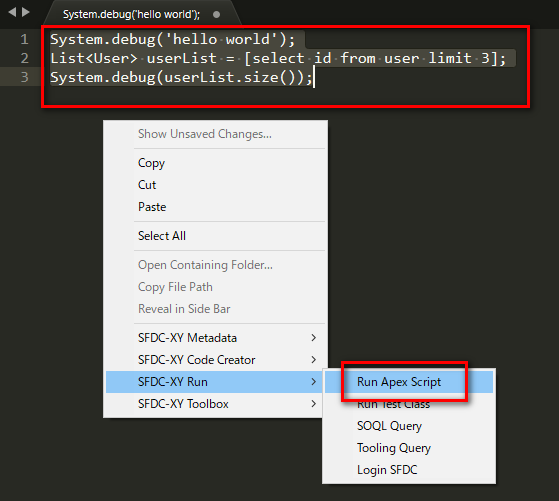 System.debug('hello world');
1 System.debug('hello world');
2 List<User> userList = [select id from user limit 3];
3 System.debug(userList.size());
Show Unsaved Changes...
Copy
Cut
Paste
Select All
Open Containing Folder...
Copy File Path
Reveal in Side Bar
SFDC-XY Metadata
SFDC-XY Code Creator
SFDC-XY Run
SFDC-XY Toolbox
Run Apex Script
Run Test Class
SOQL Query
Tooling Query
Login SFDC